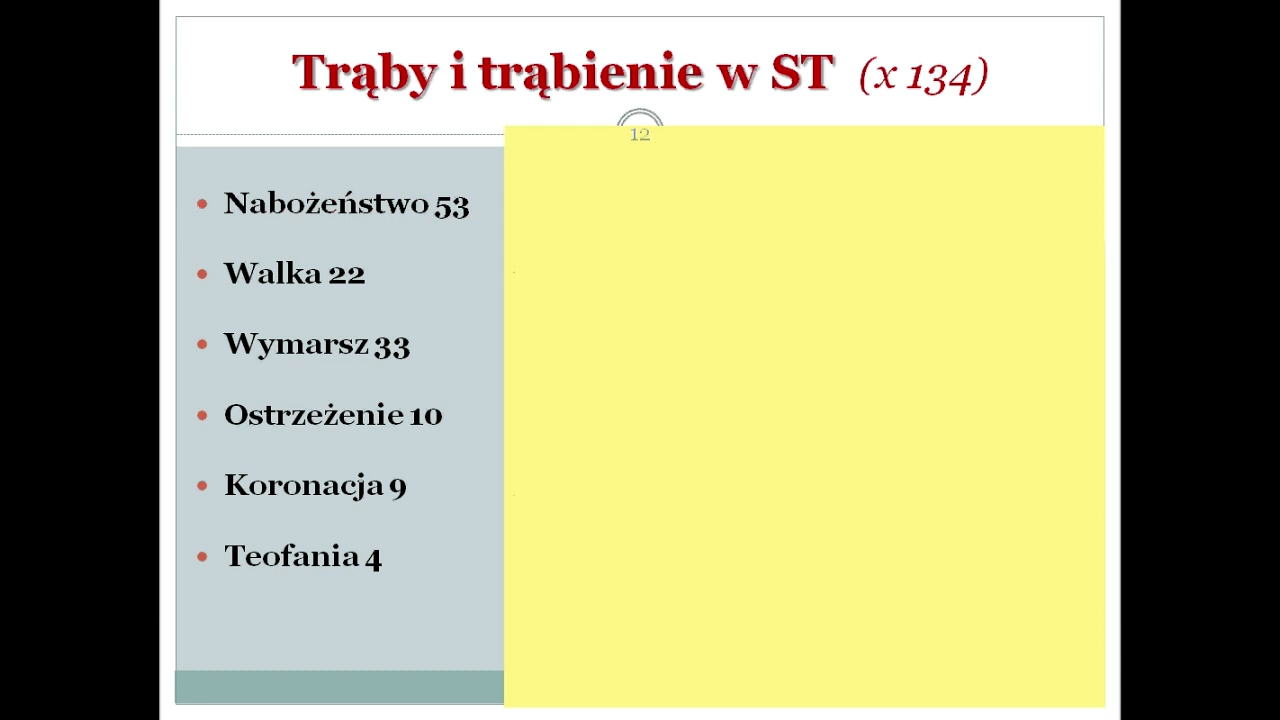 Trąby i trąbienie w ST (x 134)
12
• Nabożeństwo 53
• Walka 22
• Wymarsz 33
• Ostrzeżenie 10
• Koronacja 9
• Teofania 4